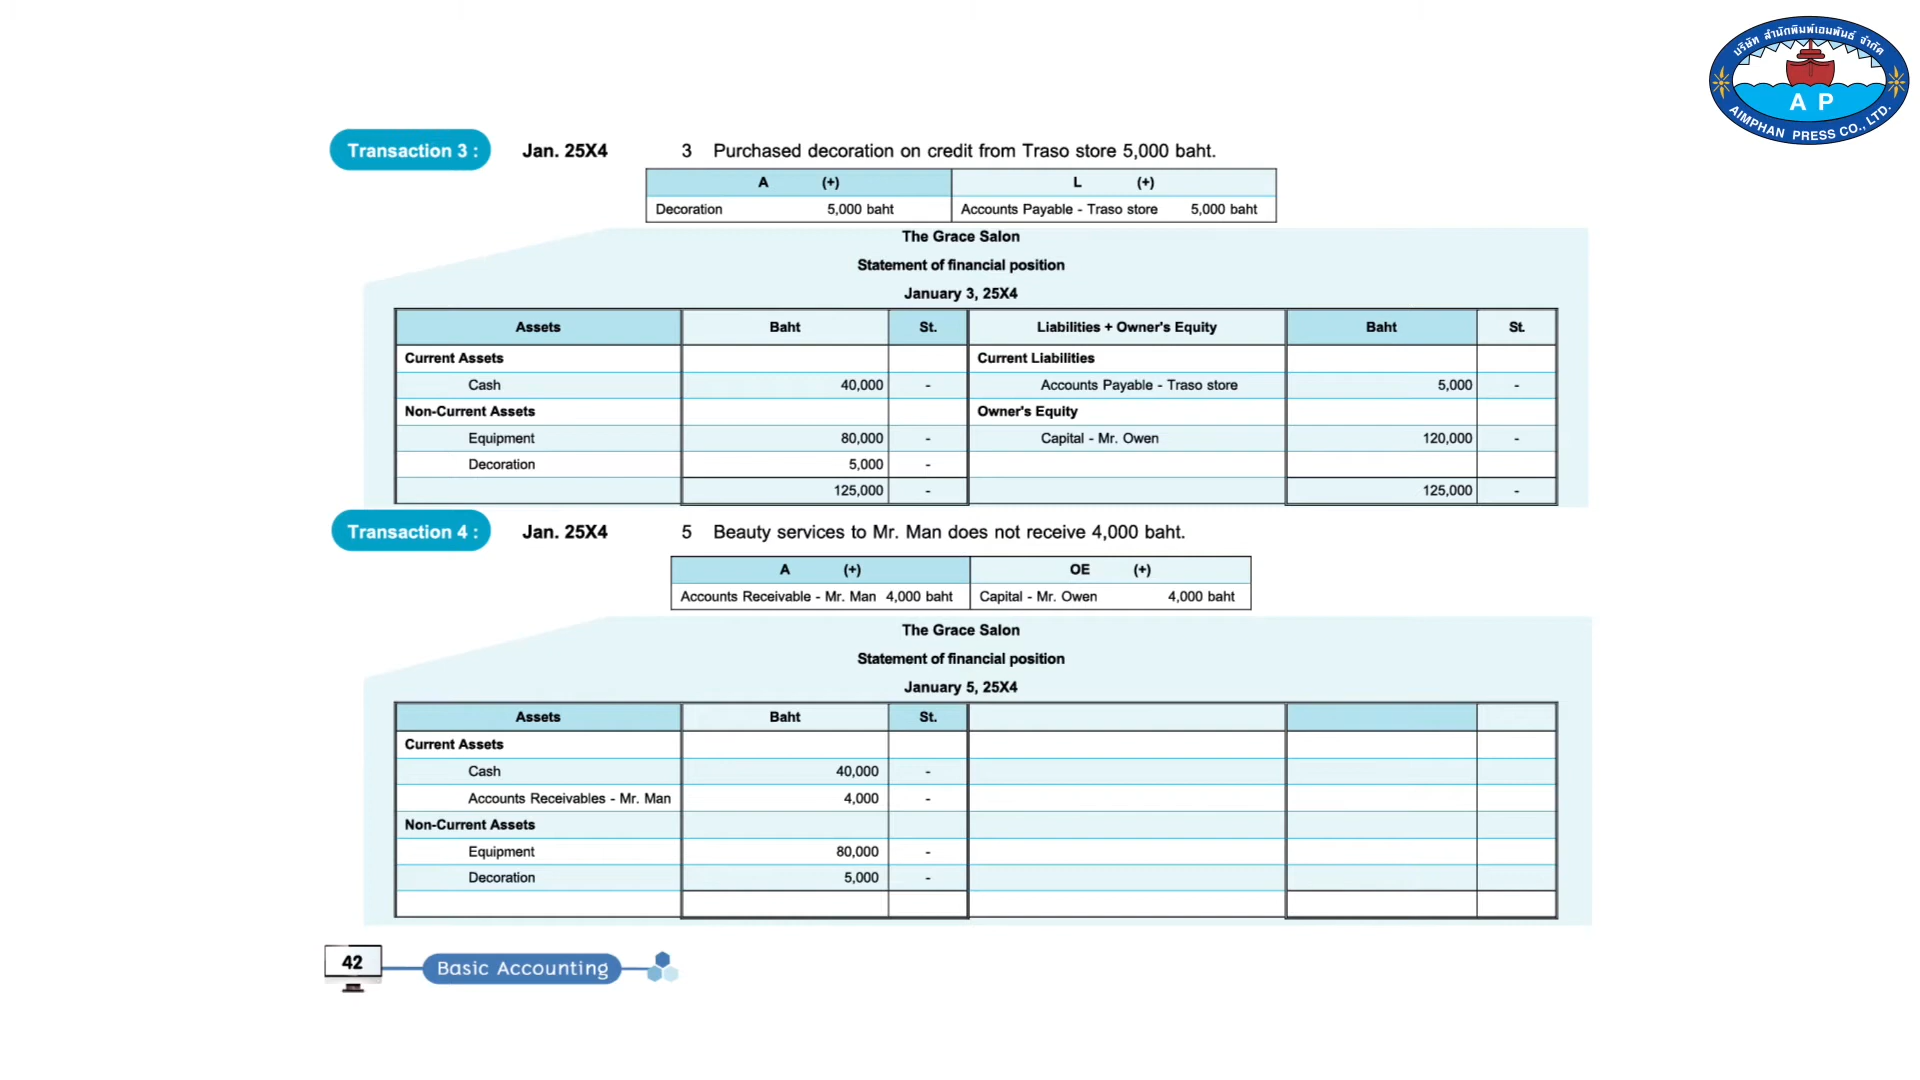 บริษัท สำนักพิมพ์เอมพันธ์ จำกัด
A P
AIMPHAN PRESS CO., LTD.
Transaction 3 : Jan. 25X4 3 Purchased decoration on credit from Traso store 5,000 baht.
A (+) L (+)
Decoration 5,000 baht Accounts Payable - Traso store 5,000 baht
The Grace Salon
Statement of financial position
January 3, 25X4
Assets Baht St. Liabilities + Owner's Equity Baht St.
Current Assets Current Liabilities
Cash 40,000 - Accounts Payable - Traso store 5,000 -
Non-Current Assets Owner's Equity
Equipment 80,000 - Capital - Mr. Owen 120,000 -
Decoration 5,000 -
125,000 - 125,000 -
Transaction 4 : Jan. 25X4 5 Beauty services to Mr. Man does not receive 4,000 baht.
A (+) OE (+)
Accounts Receivable - Mr. Man 4,000 baht Capital - Mr. Owen 4,000 baht
The Grace Salon
Statement of financial position
January 5, 25X4
Assets Baht St.
Current Assets
Cash 40,000 -
Accounts Receivables - Mr. Man 4,000 -
Non-Current Assets
Equipment 80,000 -
Decoration 5,000 -
42 Basic Accounting